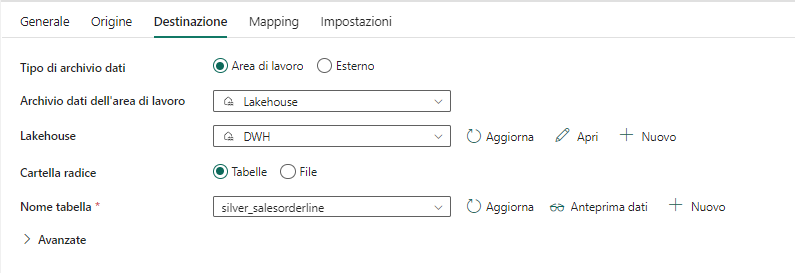 Generale Origine Destinazione Mapping Impostazioni
Tipo di archivio dati Area di lavoro Esterno
Archivio dati dell'area di lavoro Lakehouse
Lakehouse DWH Aggiorna Apri Nuovo
Cartella radice Tabelle File
Nome tabella * silver_salesorderline Aggiorna Anteprima dati Nuovo
Avanzate